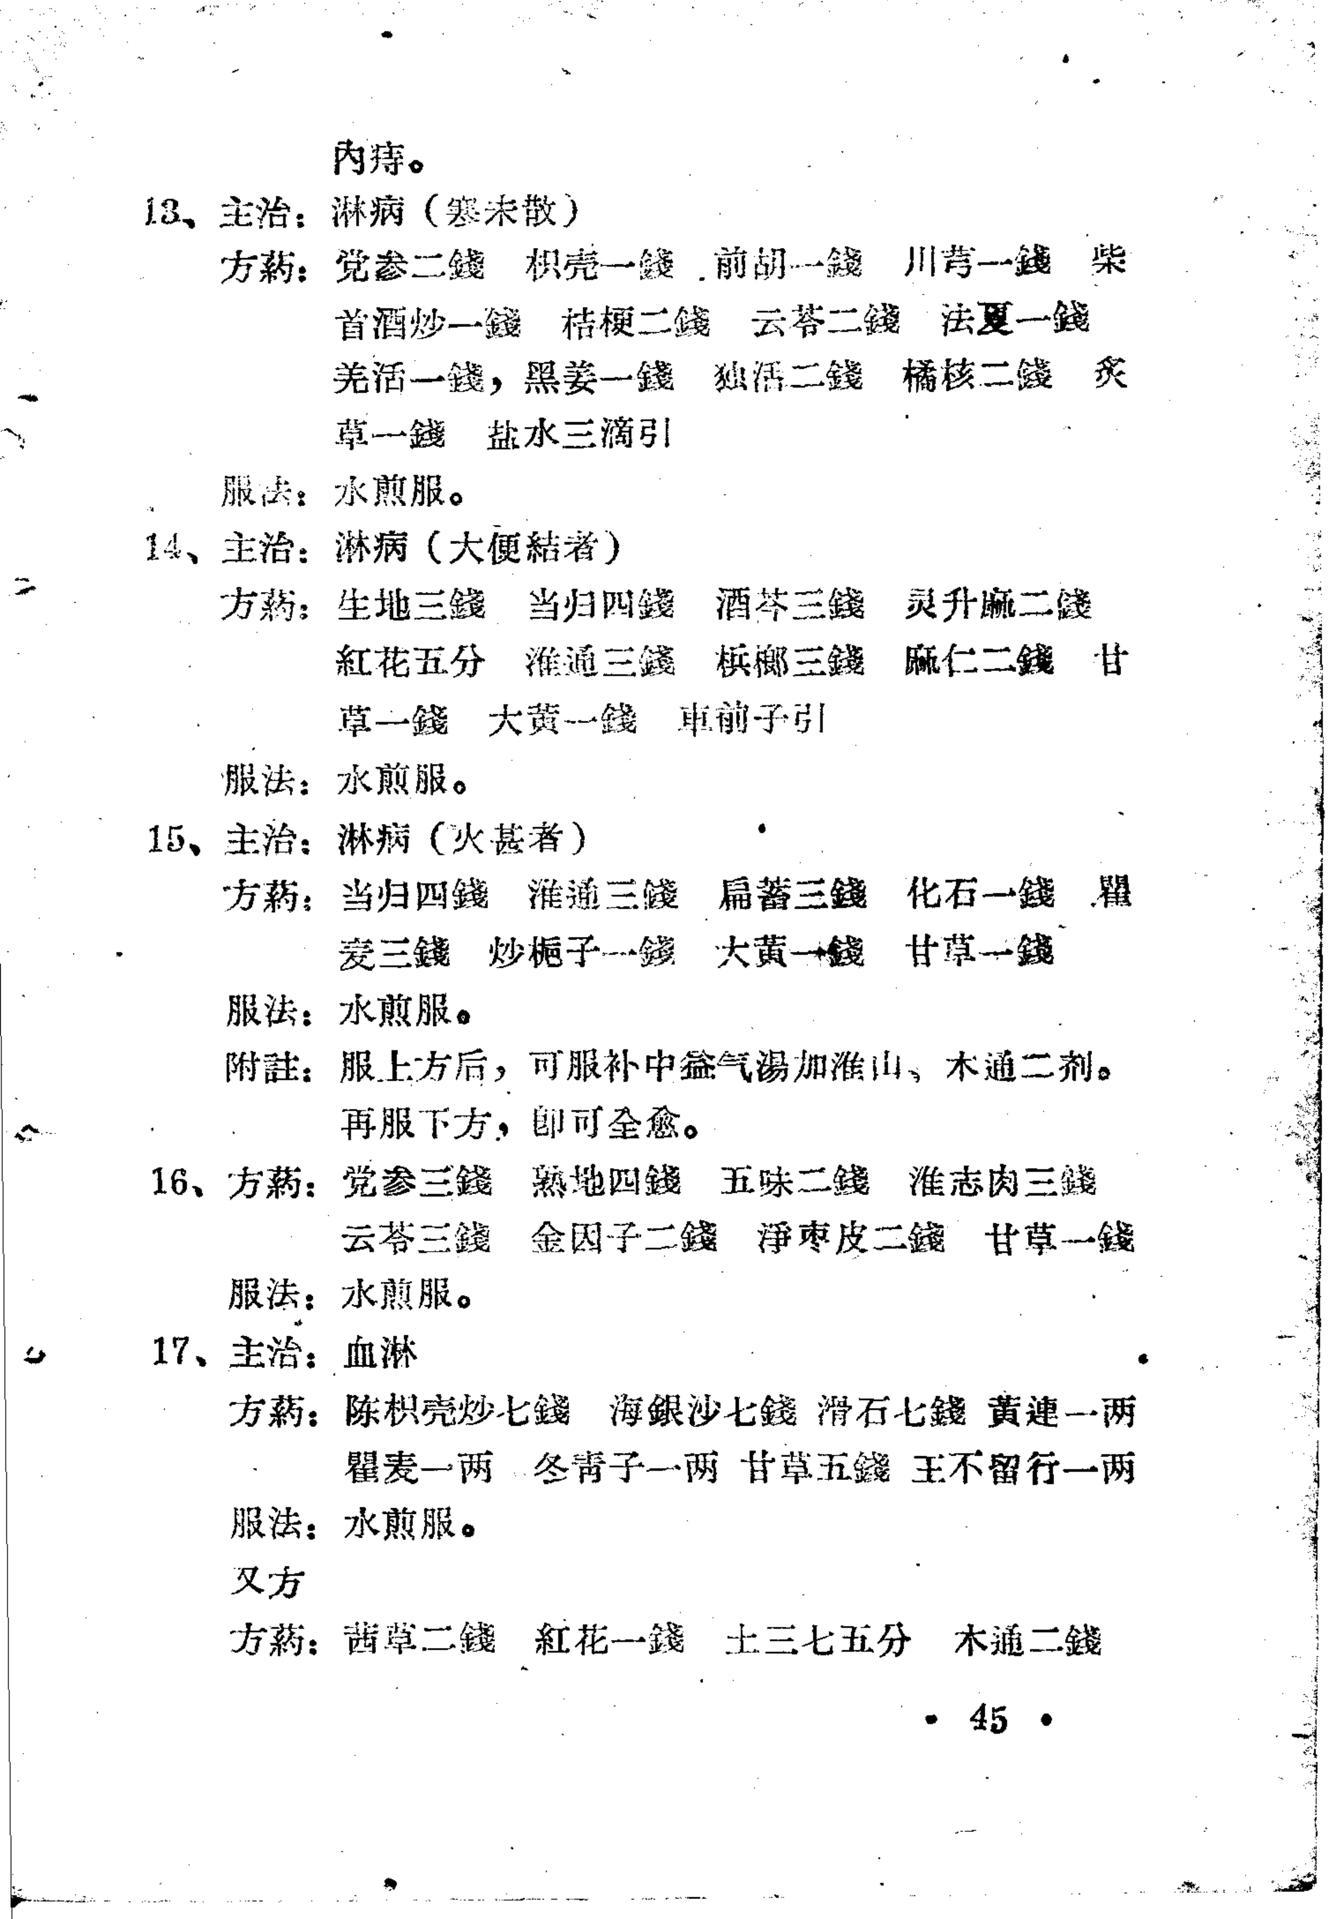 内痔。
13、主治：淋病（寒未散）
方葯：党参二錢　枳壳一錢　前胡一錢　川芎一錢　柴
首酒炒一錢　桔梗二錢　云苓二錢　法夏一錢
羌活一錢，黑姜一錢　独活二錢　橘核二錢　炙
草一錢　盐水三滴引
服法：水煎服。
14、主治：淋病（大便結者）
方葯：生地三錢　当归四錢　酒芩三錢　灵升麻二錢
紅花五分　淮通三錢　梹榔三錢　麻仁二錢　甘
草一錢　大黄一錢　車前子引
服法：水煎服。
15、主治：淋病（火甚者）
方葯：当归四錢　淮通三錢　扁蓄三錢　化石一錢　瞿
麦三錢　炒梔子一錢　大黄一錢　甘草一錢
服法：水煎服。
附註：服上方后，可服补中益气湯加淮山、木通二剂。
再服下方，卽可全愈。
16、方葯：党参三錢　熟地四錢　五味二錢　淮志肉三錢
云苓三錢　金因子二錢　淨枣皮二錢　甘草一錢
服法：水煎服。
17、主治：血淋
方葯：陈枳壳炒七錢　海銀沙七錢　滑石七錢　黄連一两
瞿麦一两　冬青子一两　甘草五錢　王不留行一两
服法：水煎服。
又方
方葯：茜草二錢　紅花一錢　土三七五分　木通二錢
• 45 •